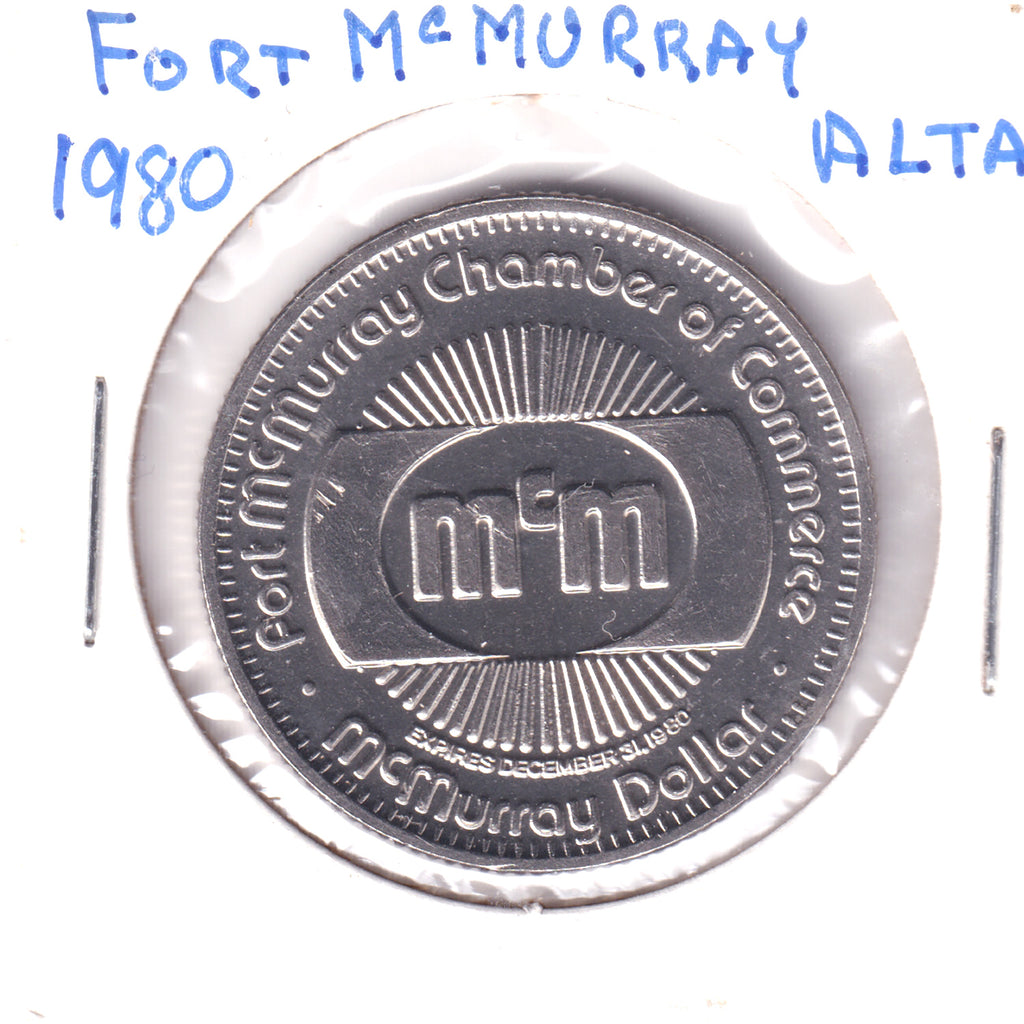 FORT McMURRAY
1980 ALTA
Fort McMurray Chamber of Commerce
mcm
EXPIRES DECEMBER 31, 1980
McMurray Dollar